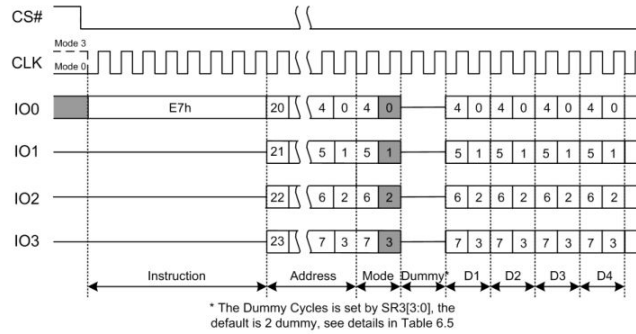 CS#
Mode 3
CLK
Mode 0
IO0 E7h 20 4 0 4 0 4 0 4 0 4 0 4 0
IO1 21 5 1 5 1 5 1 5 1 5 1 5 1
IO2 22 6 2 6 2 6 2 6 2 6 2 6 2
IO3 23 7 3 7 3 7 3 7 3 7 3 7 3
Instruction Address Mode Dummy* D1 D2 D3 D4
* The Dummy Cycles is set by SR3[3:0], the
default is 2 dummy, see details in Table 6.5